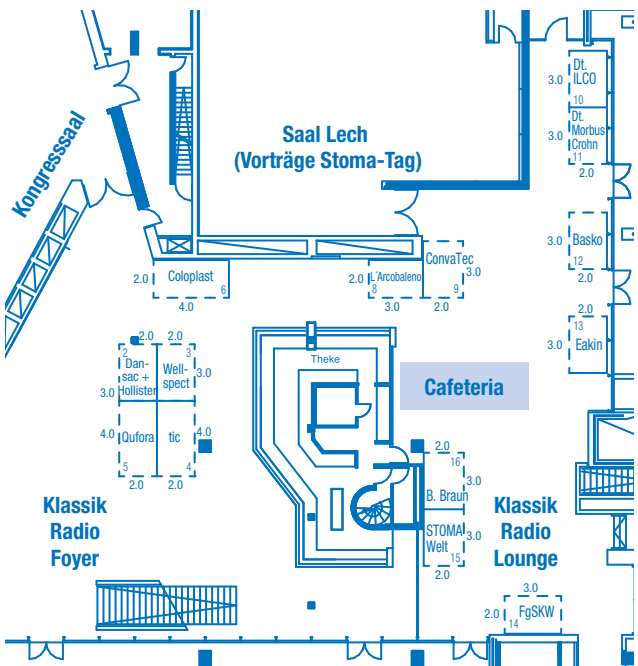 Kongresssaal
Saal Lech
(Vorträge Stoma-Tag)
3.0
Dt.
ILCO
10
3.0
Dt.
Morbus
Crohn
11
2.0
3.0
Basko
12
2.0
2.0
13
3.0
Eakin
2.0
Coloplast
6
4.0
2.0
L´Arcobaleno
8
3.0
ConvaTec
3.0
9
2.0
Theke
Cafeteria
2.0
2.0
2
3
Dan-
sac +
Hollister
Well-
spect
3.0
3.0
4.0
Qufora
tic
4.0
5
4
2.0
2.0
2.0
16
3.0
B. Braun
STOMA
Welt
3.0
15
2.0
Klassik
Radio
Foyer
Klassik
Radio
Lounge
3.0
2.0
FgSKW
14